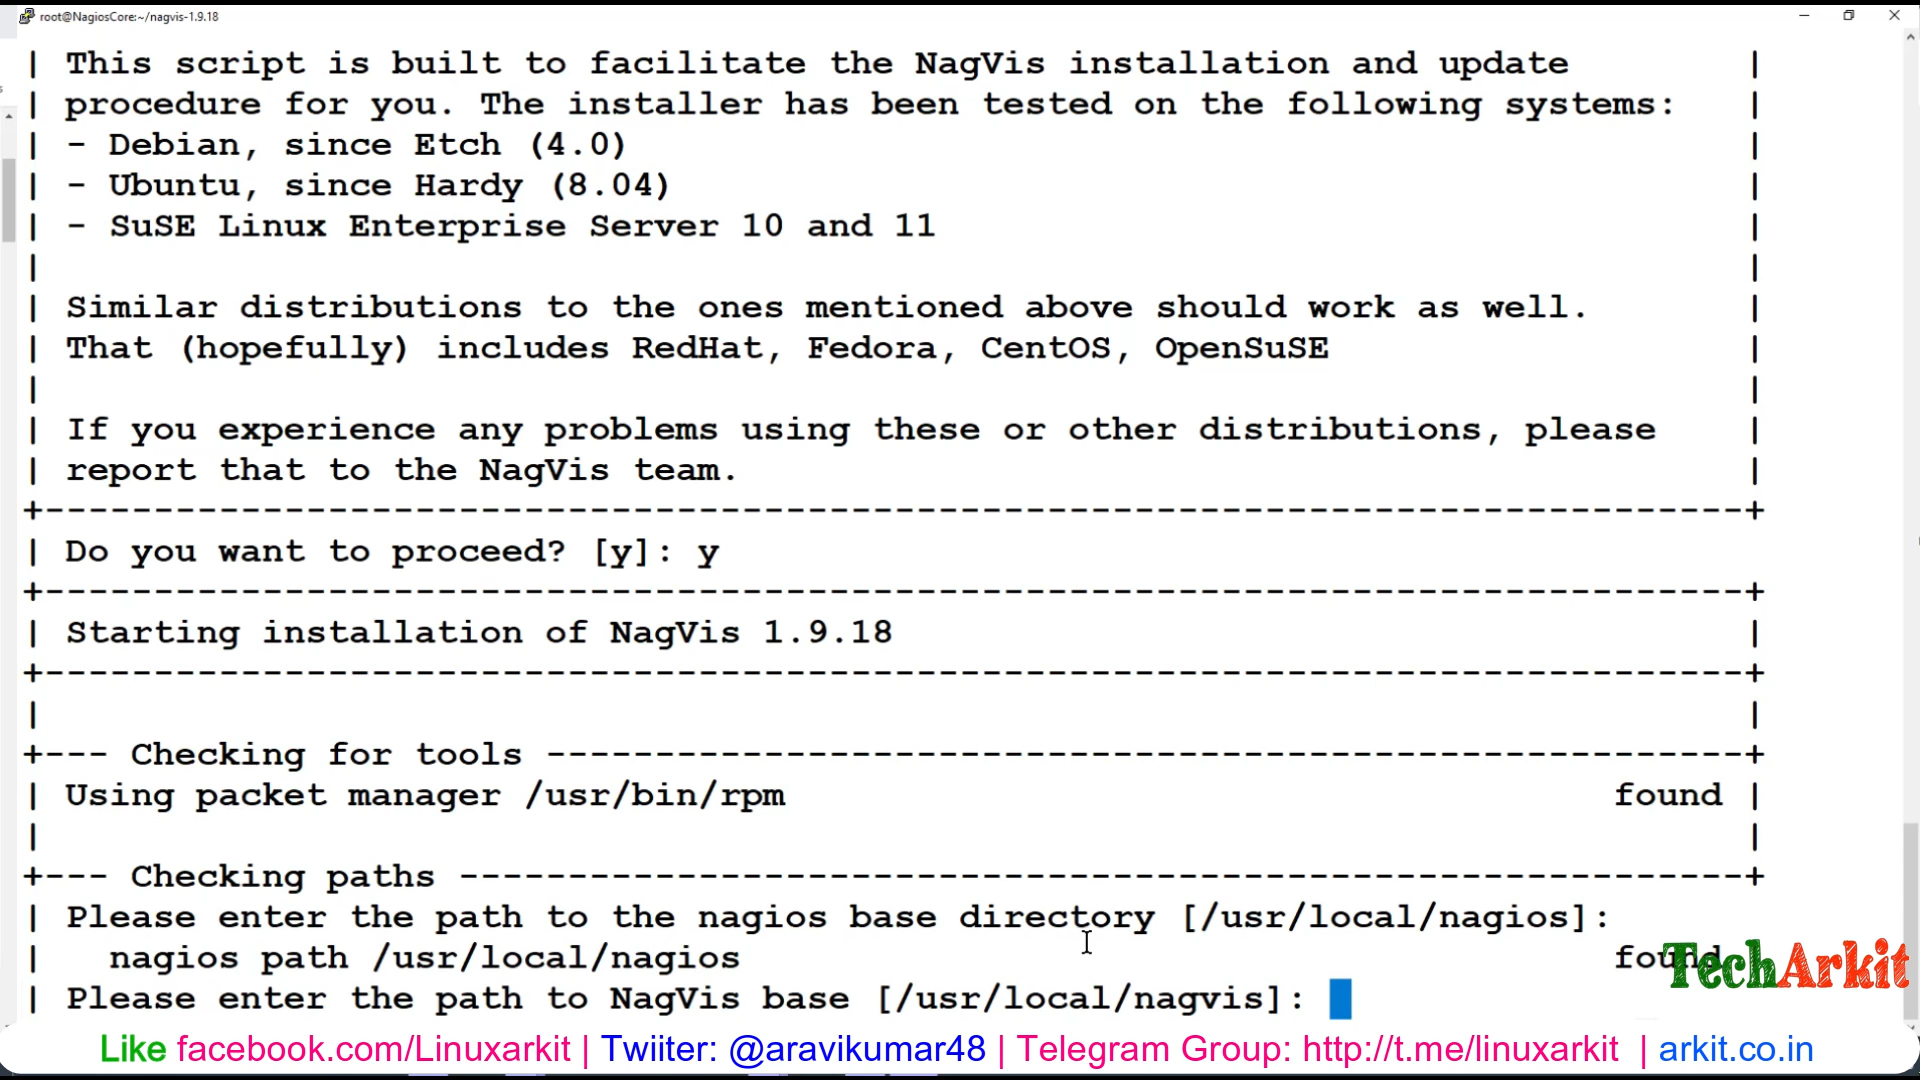 root@NagiosCore:~/nagvis-1.9.18
| This script is built to facilitate the NagVis installation and update |
| procedure for you. The installer has been tested on the following systems: |
| - Debian, since Etch (4.0) |
| - Ubuntu, since Hardy (8.04) |
| - SuSE Linux Enterprise Server 10 and 11 |
| |
| Similar distributions to the ones mentioned above should work as well. |
| That (hopefully) includes RedHat, Fedora, CentOS, OpenSuSE |
| |
| If you experience any problems using these or other distributions, please |
| report that to the NagVis team. |
+------------------------------------------------------------------------------+
| Do you want to proceed? [y]: y
+------------------------------------------------------------------------------+
| Starting installation of NagVis 1.9.18 |
+------------------------------------------------------------------------------+
| |
+--- Checking for tools -------------------------------------------------------+
| Using packet manager /usr/bin/rpm found |
| |
+--- Checking paths -----------------------------------------------------------+
| Please enter the path to the nagios base directory [/usr/local/nagios]:
| nagios path /usr/local/nagios found
| Please enter the path to NagVis base [/usr/local/nagvis]:
TechArkit
Like facebook.com/Linuxarkit | Twiiter: @aravikumar48 | Telegram Group: http://t.me/linuxarkit | arkit.co.in